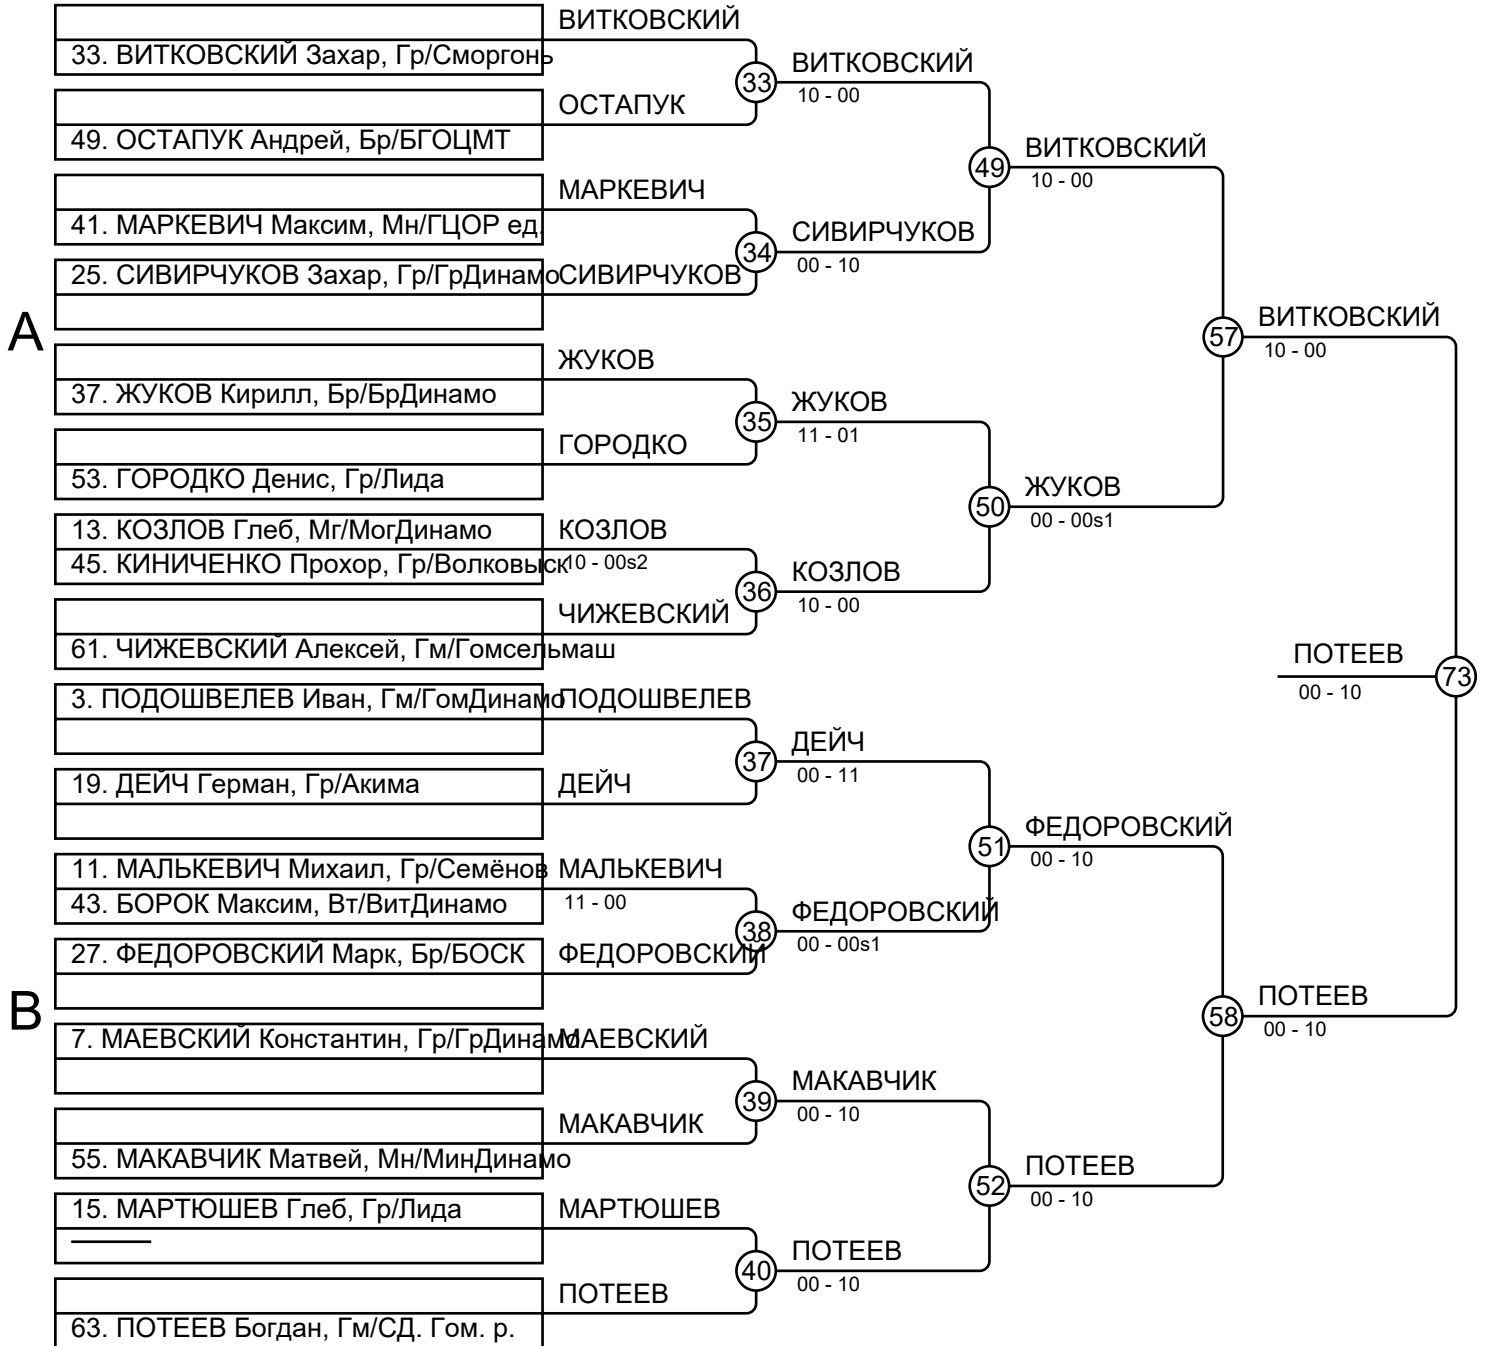 ВИТКОВСКИЙ
33. ВИТКОВСКИЙ Захар, Гр/Сморгонь
33
ВИТКОВСКИЙ
10 - 00
ОСТАПУК
49. ОСТАПУК Андрей, Бр/БГОЦМТ
49
ВИТКОВСКИЙ
10 - 00
МАРКЕВИЧ
41. МАРКЕВИЧ Максим, Мн/ГЦОР ед.
34
СИВИРЧУКОВ
00 - 10
25. СИВИРЧУКОВ Захар, Гр/ГрДинамо
СИВИРЧУКОВ
A
57
ВИТКОВСКИЙ
10 - 00
ЖУКОВ
37. ЖУКОВ Кирилл, Бр/БрДинамо
35
ЖУКОВ
11 - 01
ГОРОДКО
53. ГОРОДКО Денис, Гр/Лида
50
ЖУКОВ
00 - 00s1
13. КОЗЛОВ Глеб, Мг/МогДинамо
КОЗЛОВ
45. КИНИЧЕНКО Прохор, Гр/Волковыск
10 - 00s2
36
КОЗЛОВ
10 - 00
ЧИЖЕВСКИЙ
61. ЧИЖЕВСКИЙ Алексей, Гм/Гомсельмаш
ПОТЕЕВ
00 - 10
73
3. ПОДОШВЕЛЕВ Иван, Гм/ГомДинамо
ПОДОШВЕЛЕВ
37
ДЕЙЧ
00 - 11
19. ДЕЙЧ Герман, Гр/Акима
ДЕЙЧ
51
ФЕДОРОВСКИЙ
00 - 10
11. МАЛЬКЕВИЧ Михаил, Гр/Семёнов
МАЛЬКЕВИЧ
43. БОРОК Максим, Вт/ВитДинамо
11 - 00
38
ФЕДОРОВСКИЙ
00 - 00s1
27. ФЕДОРОВСКИЙ Марк, Бр/БОСК
ФЕДОРОВСКИЙ
B
58
ПОТЕЕВ
00 - 10
7. МАЕВСКИЙ Константин, Гр/ГрДинамо
МАЕВСКИЙ
39
МАКАВЧИК
00 - 10
МАКАВЧИК
55. МАКАВЧИК Матвей, Мн/МинДинамо
52
ПОТЕЕВ
00 - 10
15. МАРТЮШЕВ Глеб, Гр/Лида
МАРТЮШЕВ
40
ПОТЕЕВ
00 - 10
ПОТЕЕВ
63. ПОТЕЕВ Богдан, Гм/СД. Гом. р.